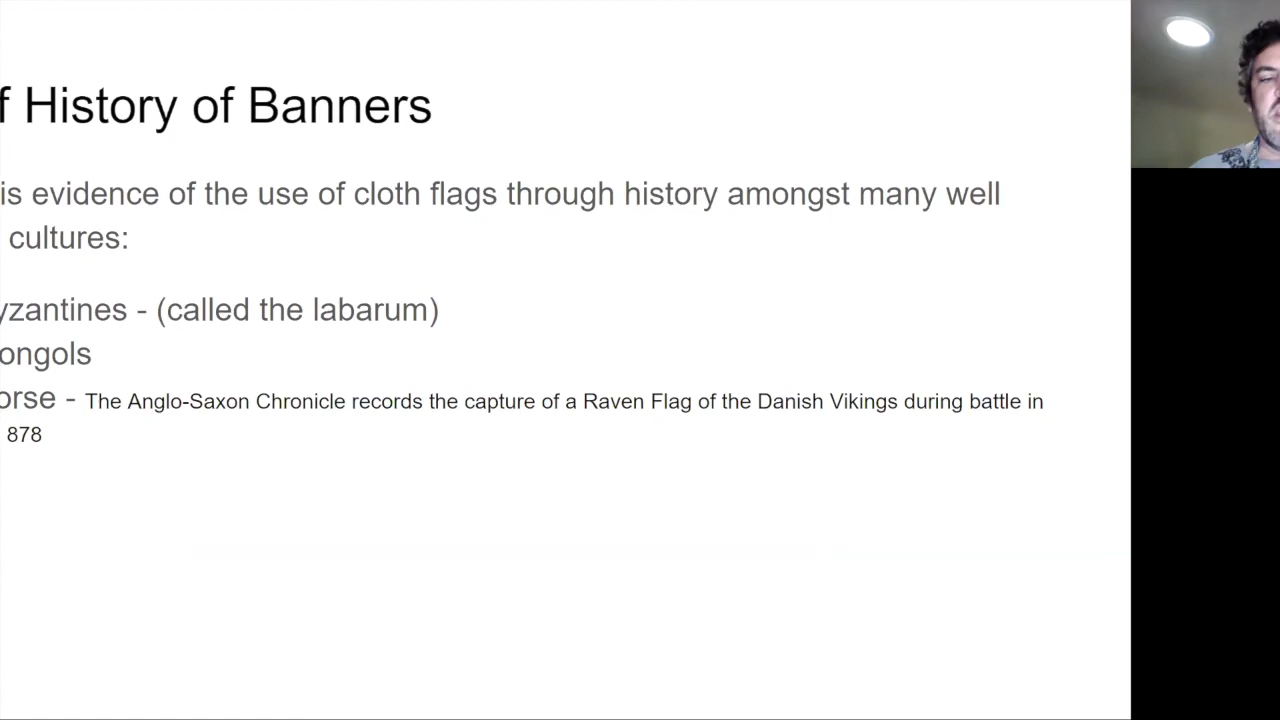 f History of Banners
is evidence of the use of cloth flags through history amongst many well
cultures:
yzantines - (called the labarum)
ongols
orse - The Anglo-Saxon Chronicle records the capture of a Raven Flag of the Danish Vikings during battle in
878